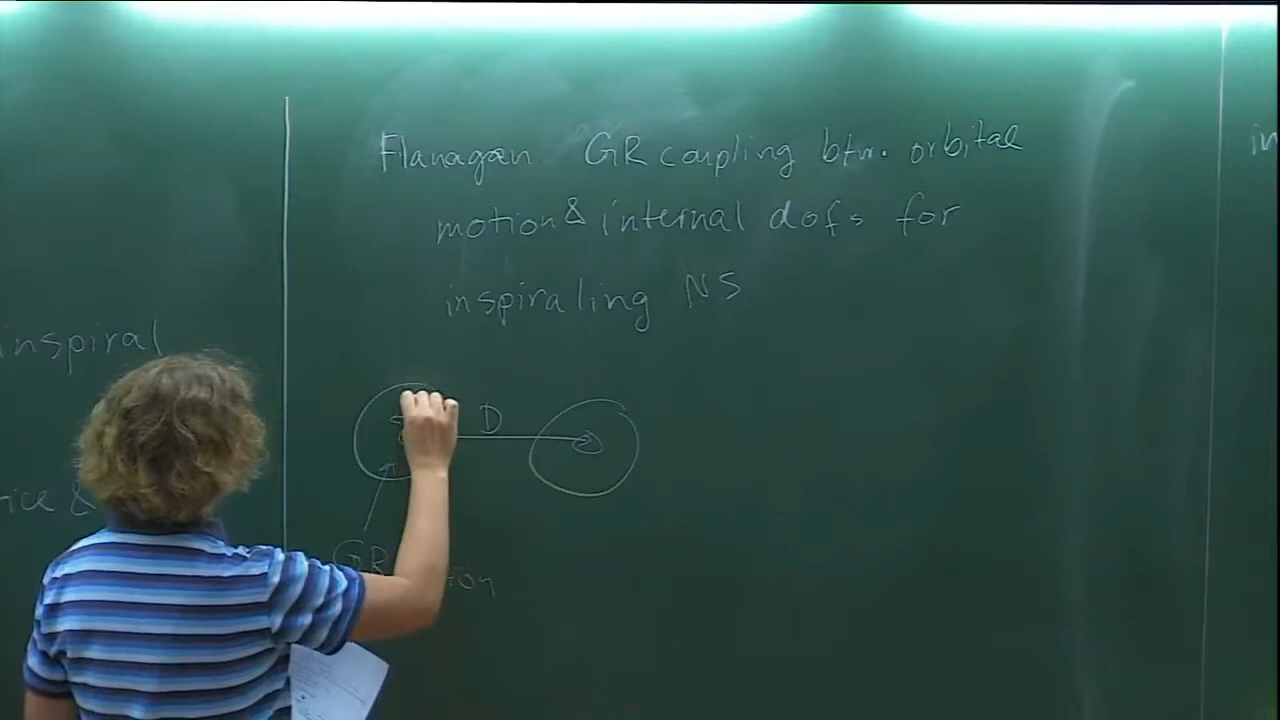 Flanagan. GR coupling btw. orbital
motion & internal dofs for
inspiraling NS
inspiral
D
GR